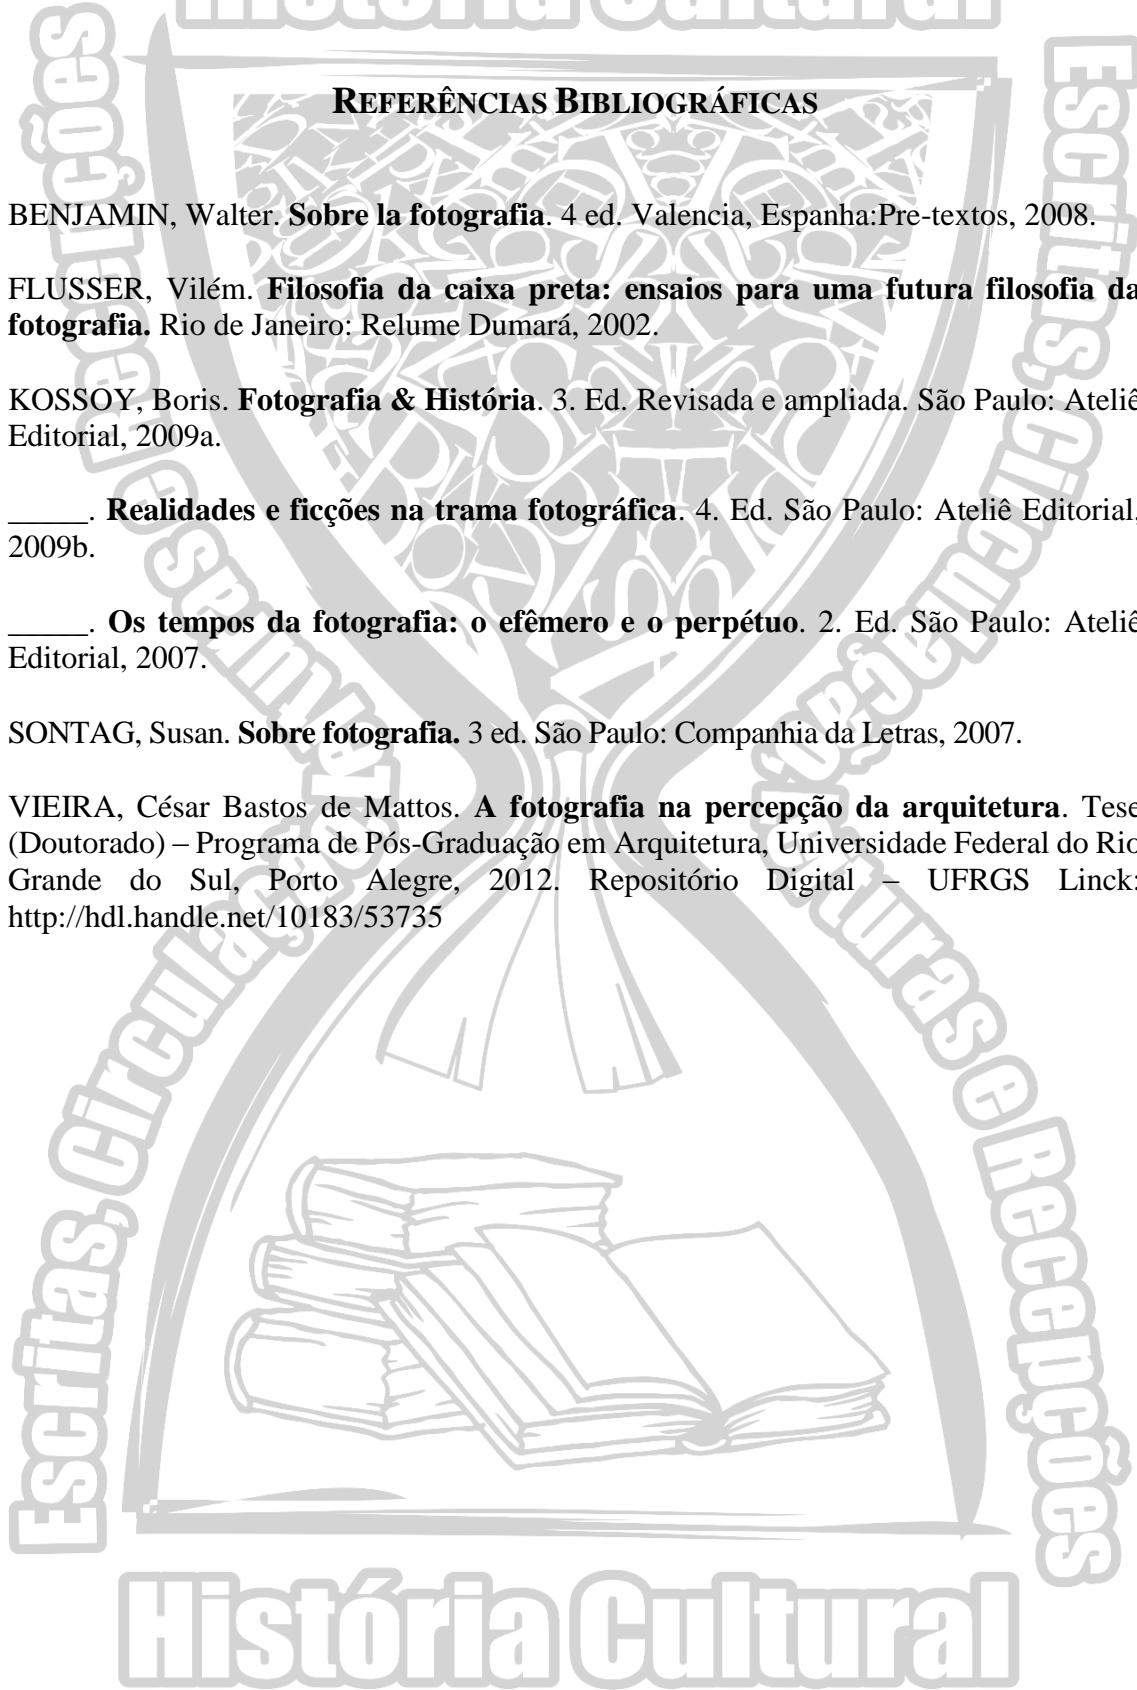 História Cultural
REFERÊNCIAS BIBLIOGRÁFICAS
BENJAMIN, Walter. Sobre la fotografia. 4 ed. Valencia, Espanha:Pre-textos, 2008.
FLUSSER, Vilém. Filosofia da caixa preta: ensaios para uma futura filosofia da
fotografia. Rio de Janeiro: Relume Dumará, 2002.
KOSSOY, Boris. Fotografia & História. 3. Ed. Revisada e ampliada. São Paulo: Ateliê
Editorial, 2009a.
_____. Realidades e ficções na trama fotográfica. 4. Ed. São Paulo: Ateliê Editorial,
2009b.
_____. Os tempos da fotografia: o efêmero e o perpétuo. 2. Ed. São Paulo: Ateliê
Editorial, 2007.
SONTAG, Susan. Sobre fotografia. 3 ed. São Paulo: Companhia da Letras, 2007.
VIEIRA, César Bastos de Mattos. A fotografia na percepção da arquitetura. Tese
(Doutorado) – Programa de Pós-Graduação em Arquitetura, Universidade Federal do Rio
Grande do Sul, Porto Alegre, 2012. Repositório Digital – UFRGS Linck:
http://hdl.handle.net/10183/53735
Escritas, Circulação, Leituras e Recepções
Escritas, Circulação, Leituras e Recepções
História Cultural